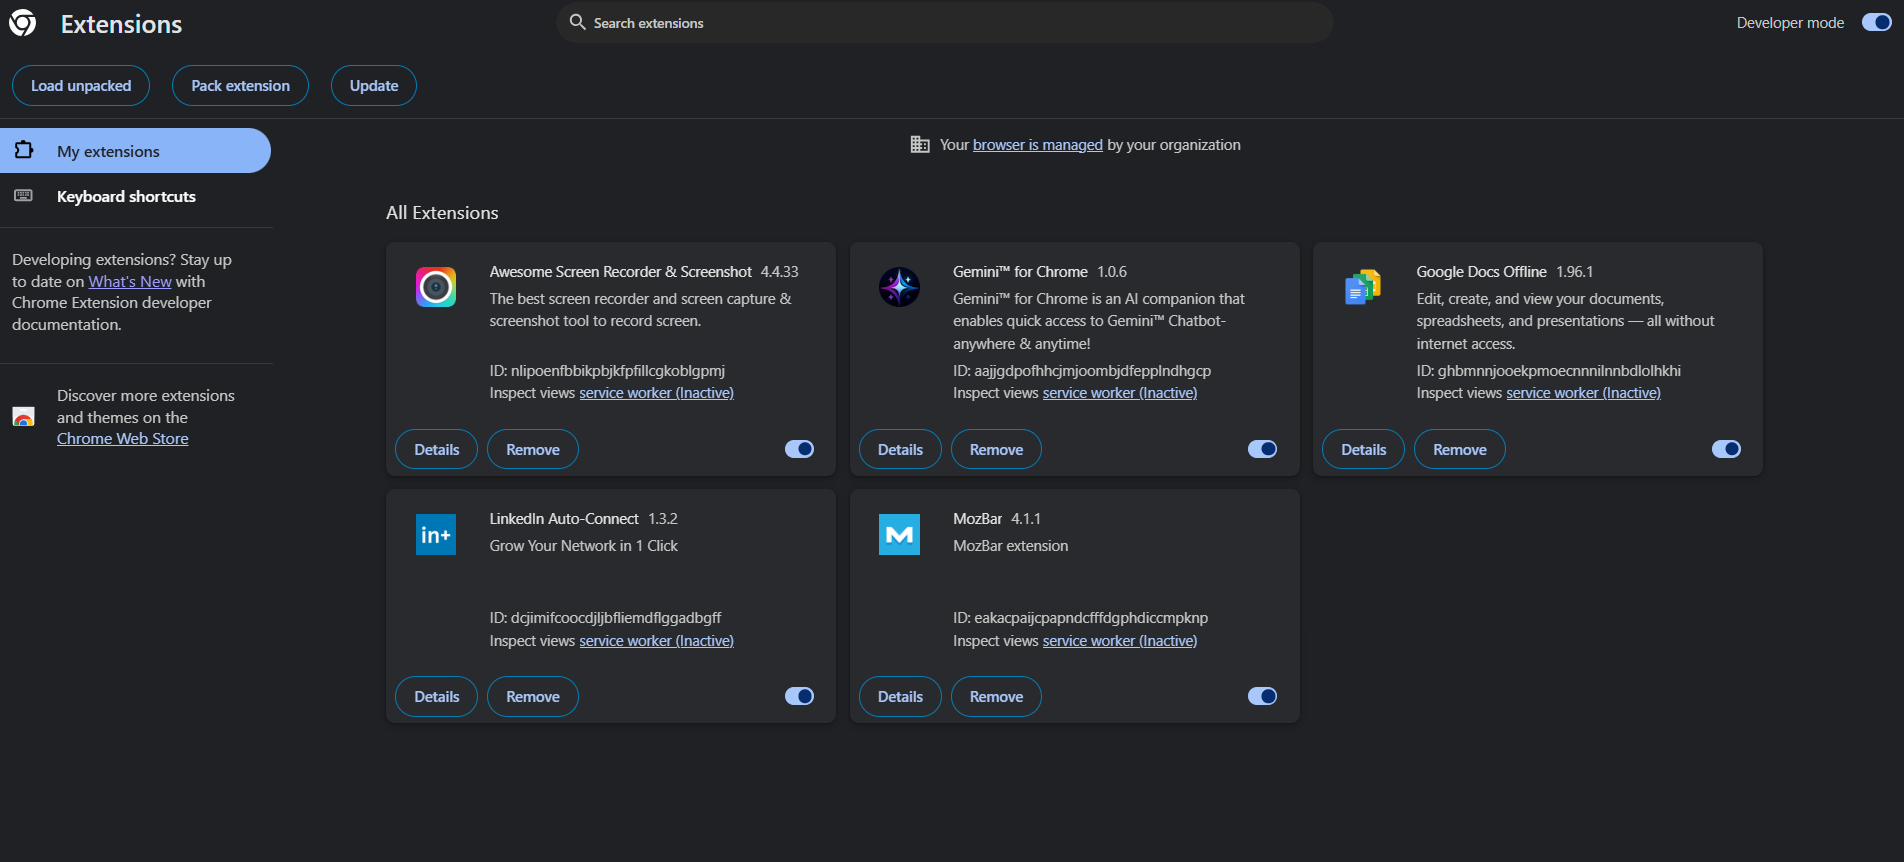 Extensions
Search extensions
Developer mode
Load unpacked
Pack extension
Update
My extensions
Keyboard shortcuts
Developing extensions? Stay up
to date on What's New with
Chrome Extension developer
documentation.
Discover more extensions
and themes on the
Chrome Web Store
Your browser is managed by your organization
All Extensions
Awesome Screen Recorder & Screenshot 4.4.33
The best screen recorder and screen capture &
screenshot tool to record screen.
ID: nlipoenfbbikpbjkfpfillcgkoblgpmj
Inspect views service worker (Inactive)
Details
Remove
Gemini™ for Chrome 1.0.6
Gemini™ for Chrome is an AI companion that
enables quick access to Gemini™ Chatbot-
anywhere & anytime!
ID: aajjgdpofhhcjmjoombjdfepplndhgcp
Inspect views service worker (Inactive)
Details
Remove
Google Docs Offline 1.96.1
Edit, create, and view your documents,
spreadsheets, and presentations — all without
internet access.
ID: ghbmnnjooekpmoecnnnilnnbdlolhkhi
Inspect views service worker (Inactive)
Details
Remove
in+
LinkedIn Auto-Connect 1.3.2
Grow Your Network in 1 Click
ID: dcjimifcoocdjljbfliemdflggadbgff
Inspect views service worker (Inactive)
Details
Remove
M
MozBar 4.1.1
MozBar extension
ID: eakacpaijcpapndcfffdgphdiccmpknp
Inspect views service worker (Inactive)
Details
Remove